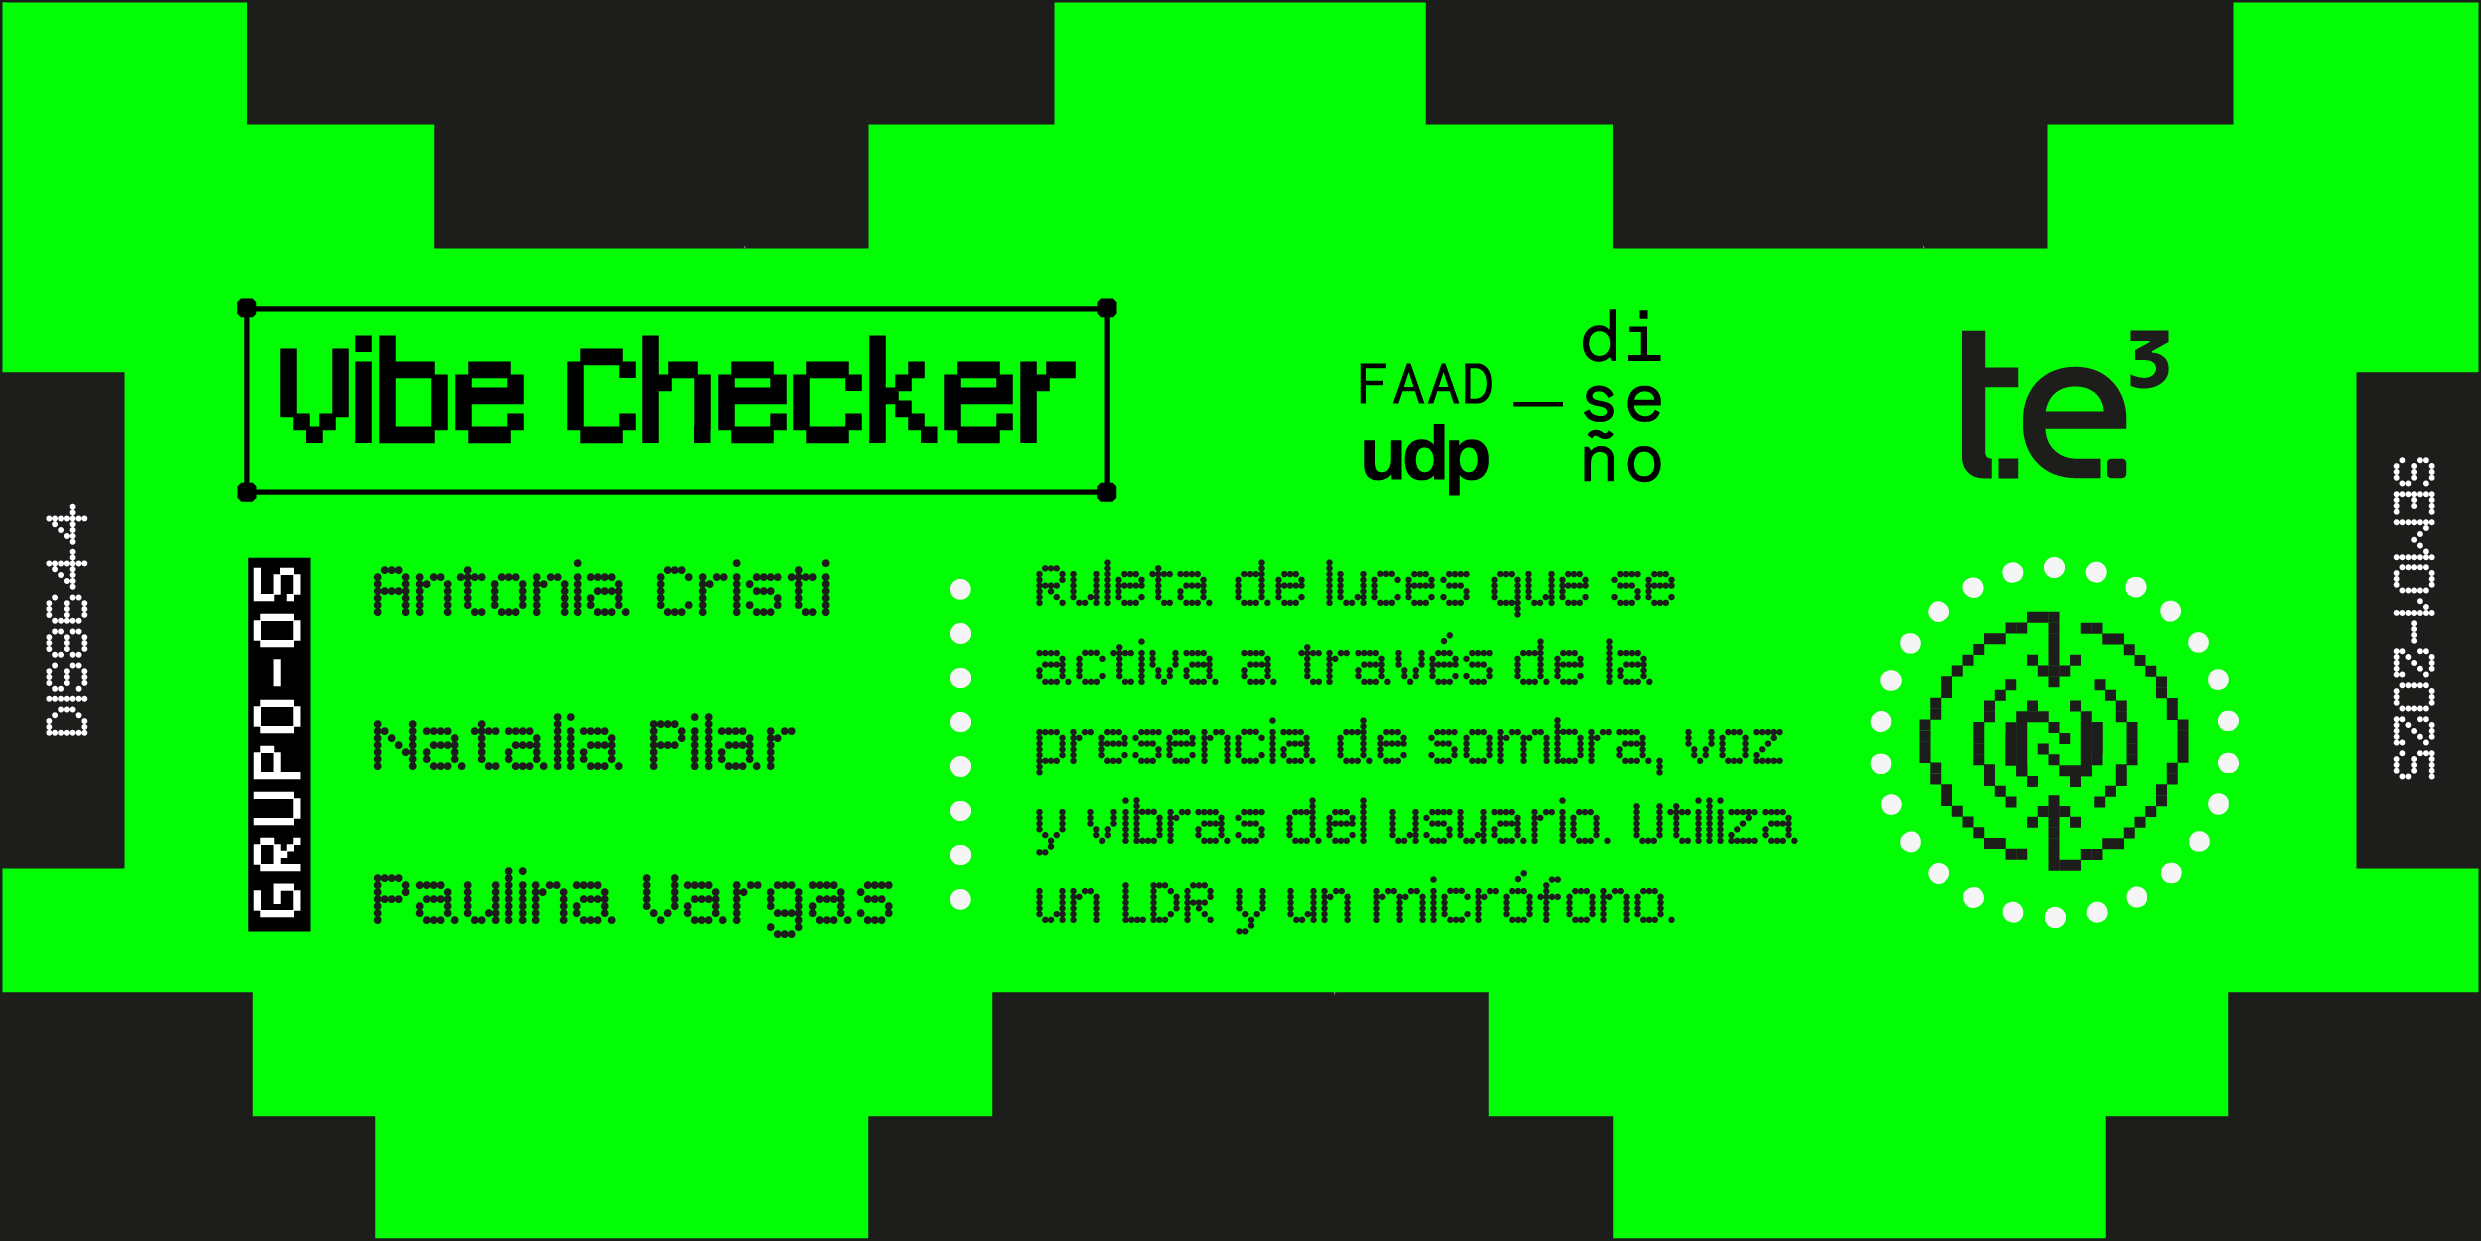 DIS8644
Vibe Checker
FAAD
udp
_
di
se
ño
t.e.³
GRUPO-05
Antonia Cristi
Natalia Pilar
Paulina Vargas
Ruleta de luces que se
activa a través de la
presencia de sombra, voz
y vibras del usuario. Utiliza
un LDR y un micrófono.
SEM01-2025